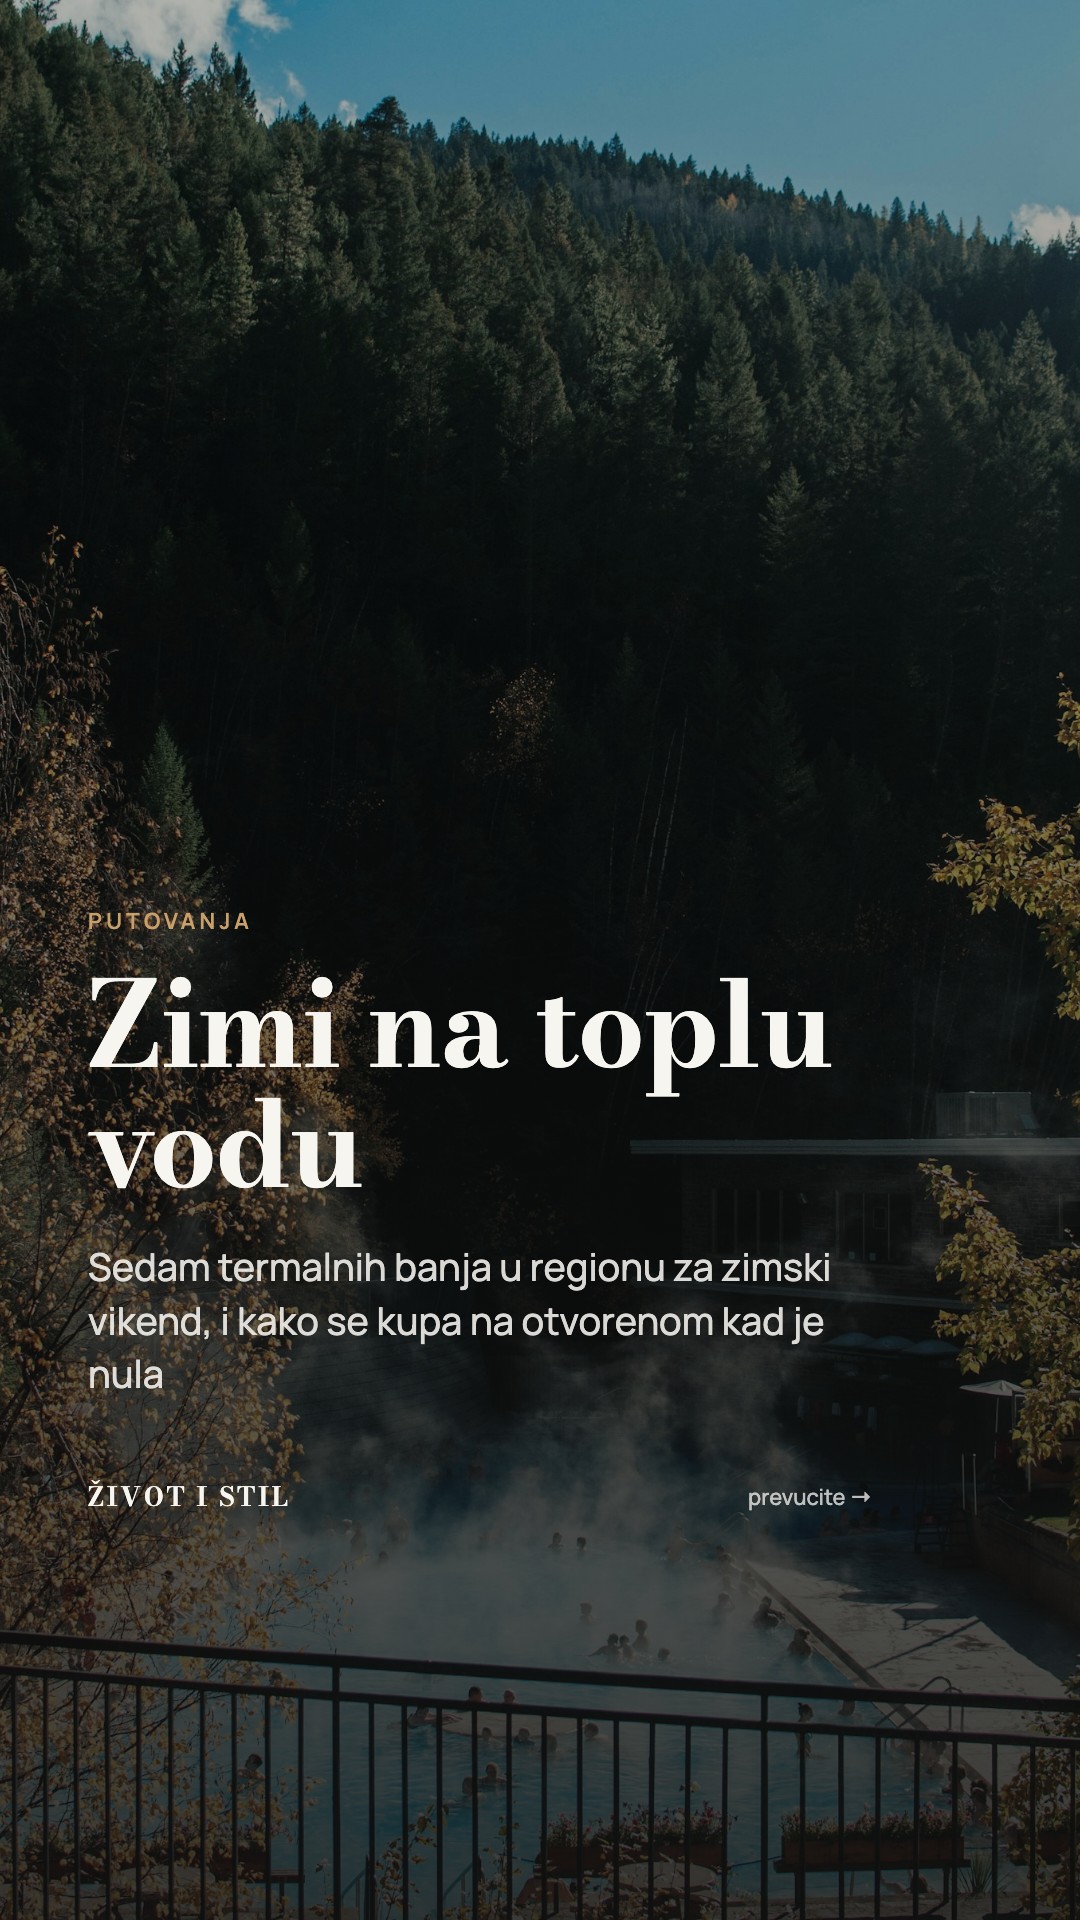 PUTOVANJA
Zimi na toplu
vodu
Sedam termalnih banja u regionu za zimski
vikend, i kako se kupa na otvorenom kad je
nula
ŽIVOT I STIL
prevucite →